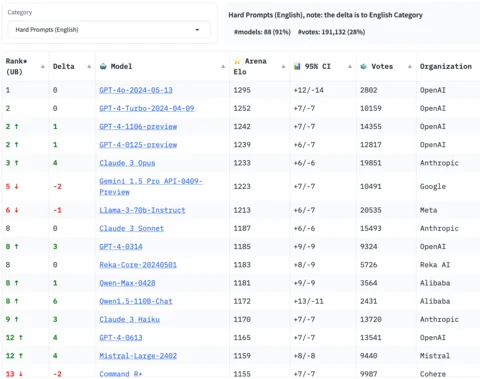 Category
Hard Prompts (English)
Hard Prompts (English), note: the delta is to English Category
#models: 88 (91%) #votes: 191,132 (28%)
Rank* (UB) Delta 🤖 Model ⭐ Arena Elo 📊 95% CI 🗳️ Votes Organization
1 0 GPT-4o-2024-05-13 1295 +12/-14 2802 OpenAI
2 0 GPT-4-Turbo-2024-04-09 1252 +7/-7 10159 OpenAI
2 ↑ 1 GPT-4-1106-preview 1242 +7/-7 14355 OpenAI
2 ↑ 1 GPT-4-0125-preview 1239 +6/-7 12817 OpenAI
3 ↑ 4 Claude 3 Opus 1233 +6/-6 19851 Anthropic
5 ↓ -2 Gemini 1.5 Pro API-0409-Preview 1223 +7/-7 10491 Google
6 ↓ -1 Llama-3-70b-Instruct 1213 +6/-7 20535 Meta
8 0 Claude 3 Sonnet 1187 +6/-6 15493 Anthropic
8 ↑ 3 GPT-4-0314 1185 +9/-9 9324 OpenAI
8 0 Reka-Core-20240501 1183 +8/-9 5726 Reka AI
8 ↑ 1 Qwen-Max-0428 1181 +9/-9 3564 Alibaba
8 ↑ 6 Qwen1.5-110B-Chat 1172 +13/-11 2431 Alibaba
9 ↑ 3 Claude 3 Haiku 1170 +7/-7 13720 Anthropic
12 ↑ 4 GPT-4-0613 1165 +7/-7 13541 OpenAI
12 ↑ 4 Mistral-Large-2402 1159 +8/-8 9440 Mistral
13 ↓ -2 Command R+ 1155 +7/-7 9987 Cohere